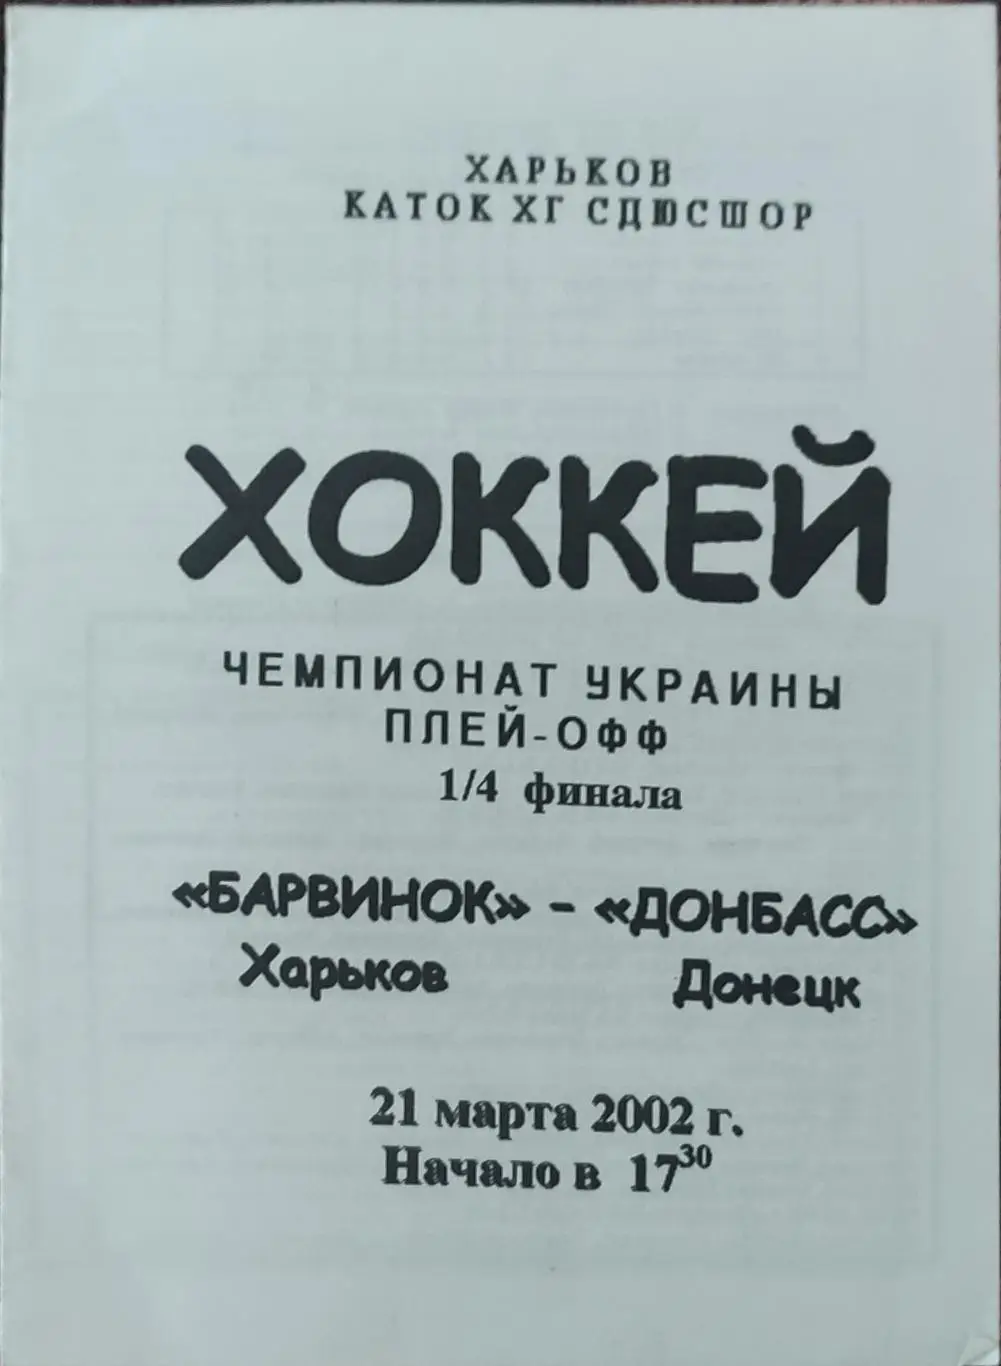 ХАРЬКОВ
КАТОК ХГ СДЮСШОР
ХОККЕЙ
ЧЕМПИОНАТ УКРАИНЫ
ПЛЕЙ-ОФФ
1/4 финала
«БАРВИНОК» - «ДОНБАСС»
Харьков Донецк
21 марта 2002 г.
Начало в 17³⁰